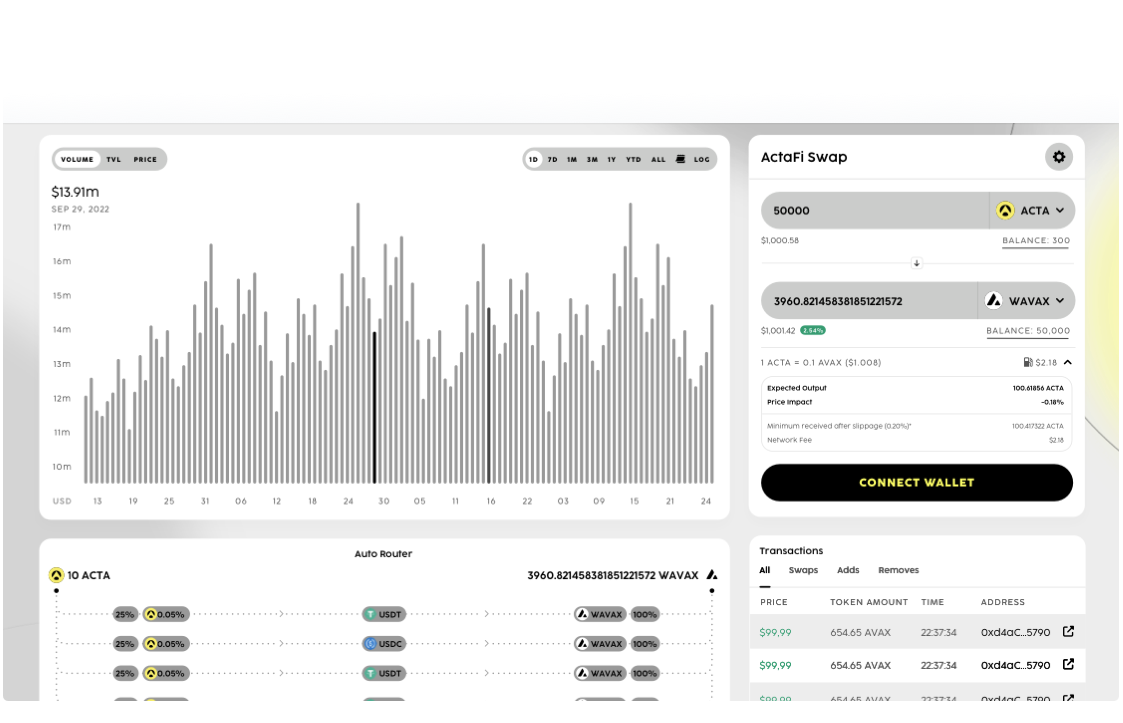 VOLUME TVL PRICE
1D 7D 1M 3M 1Y YTD ALL LOG
$13.91m
SEP 29, 2022
17m
16m
15m
14m
13m
12m
11m
10m
USD 13 19 25 31 06 12 18 24 30 05 11 16 22 03 09 15 21 24
ActaFi Swap
50000 ACTA
$1,000.58 BALANCE: 300
3960.821458381851221572 WAVAX
$1,001.42 2.54% BALANCE: 50,000
1 ACTA = 0.1 AVAX ($1.008) $2.18
Expected Output 100.61856 ACTA
Price Impact -0.18%
Minimum received after slippage (0.20%)* 100.417322 ACTA
Network Fee $2.18
CONNECT WALLET
Auto Router
10 ACTA 3960.821458381851221572 WAVAX
25% 0.05% USDT WAVAX 100%
25% 0.05% USDC WAVAX 100%
25% 0.05% USDT WAVAX 100%
Transactions
All Swaps Adds Removes
PRICE TOKEN AMOUNT TIME ADDRESS
$99,99 654.65 AVAX 22:37:34 0xd4aC...5790
$99,99 654.65 AVAX 22:37:34 0xd4aC...5790
$99,99 654.65 AVAX 22:37:34 0xd4aC...5790